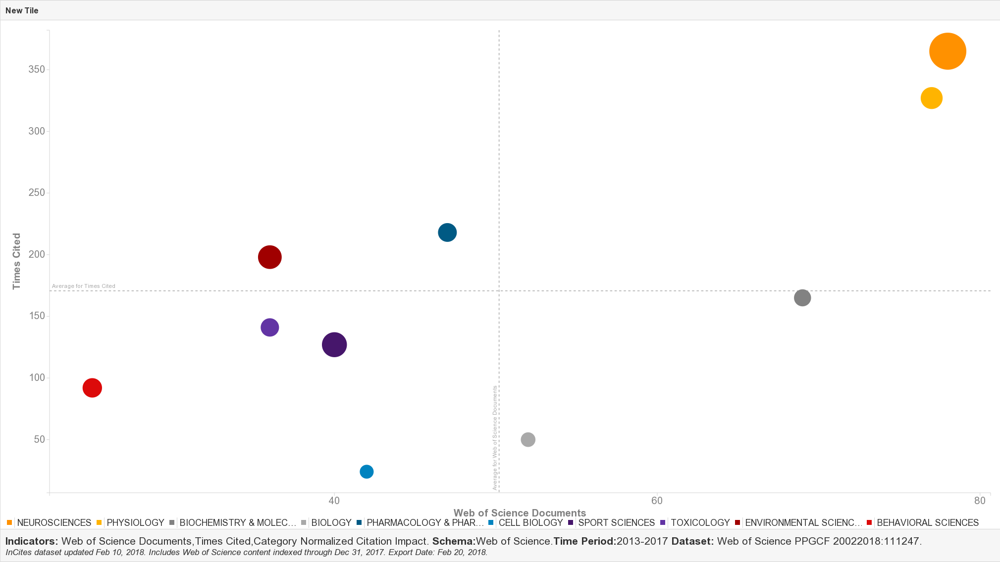 New Tile
350
300
250
200
150
100
50
Times Cited
Average for Times Cited
Average for Web of Science Documents
40
60
80
Web of Science Documents
NEUROSCIENCES PHYSIOLOGY BIOCHEMISTRY & MOLEC... BIOLOGY PHARMACOLOGY & PHAR... CELL BIOLOGY SPORT SCIENCES TOXICOLOGY ENVIRONMENTAL SCIENC... BEHAVIORAL SCIENCES
Indicators: Web of Science Documents,Times Cited,Category Normalized Citation Impact. Schema:Web of Science.Time Period:2013-2017 Dataset: Web of Science PPGCF 20022018:111247.
InCites dataset updated Feb 10, 2018. Includes Web of Science content indexed through Dec 31, 2017. Export Date: Feb 20, 2018.